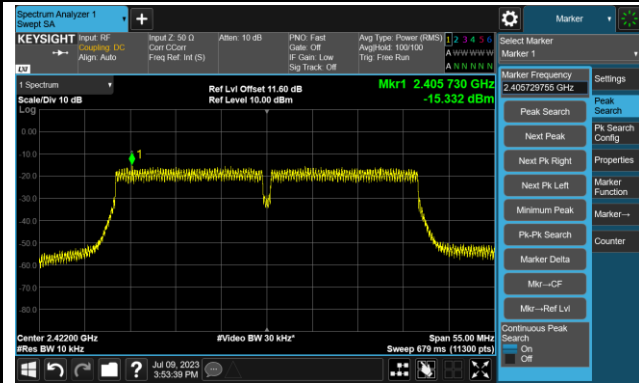 Spectrum Analyzer 1
Swept SA
Marker
KEYSIGHT
Input: RF
Coupling: DC
Align: Auto
Input Z: 50 Ω
Corr CCorr
Freq Ref: Int (S)
Atten: 10 dB
PNO: Fast
Gate: Off
IF Gain: Low
Sig Track: Off
Avg Type: Power (RMS)
Avg|Hold: 100/100
Trig: Free Run
1 2 3 4 5 6
A W W W W W
A N N N N N
LXI
Select Marker
Marker 1
1 Spectrum
Scale/Div 10 dB
Ref Lvl Offset 11.60 dB
Ref Level 10.00 dBm
Mkr1 2.405 730 GHz
-15.332 dBm
Log
0.00
-10.0
-20.0
-30.0
-40.0
-50.0
-60.0
-70.0
-80.0
1
Center 2.42200 GHz
#Res BW 10 kHz
#Video BW 30 kHz*
Span 55.00 MHz
Sweep 679 ms (11300 pts)
Marker Frequency
2.405729755 GHz
Peak Search
Next Peak
Next Pk Right
Next Pk Left
Minimum Peak
Pk-Pk Search
Marker Delta
Mkr→CF
Mkr→Ref Lvl
Continuous Peak
Search
On
Off
Settings
Peak
Search
Pk Search
Config
Properties
Marker
Function
Marker→
Counter
?
Jul 09, 2023
3:53:39 PM